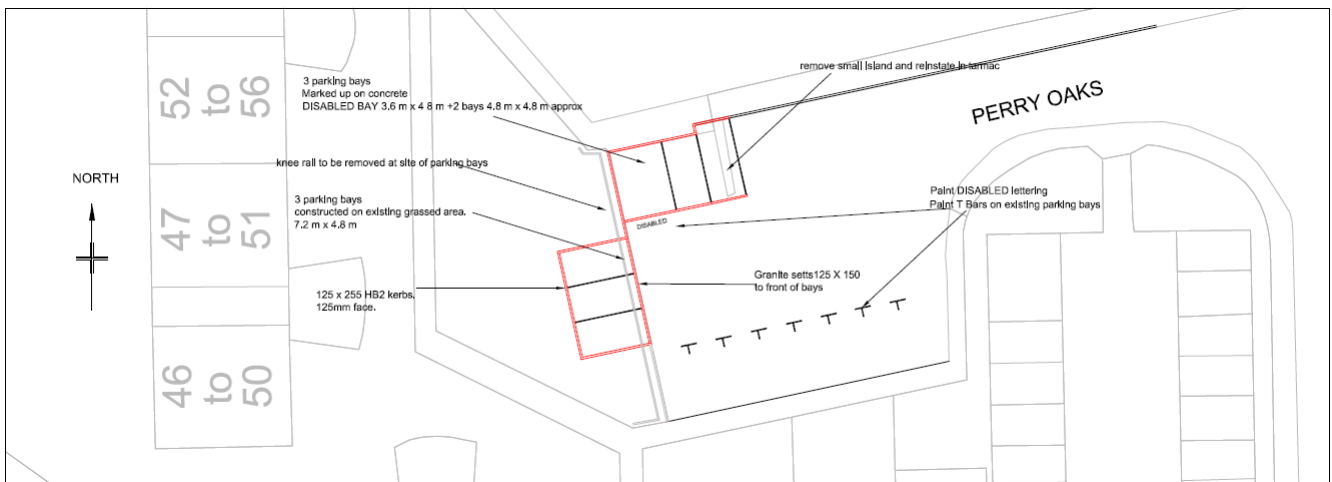 52
to
56
3 parking bays
Marked up on concrete
DISABLED BAY 3.6 m x 4 8 m +2 bays 4.8 m x 4.8 m approx
remove small island and reinstate in tarmac
PERRY OAKS
knee rail to be removed at site of parking bays
NORTH
47
to
51
3 parking bays
constructed on existing grassed area.
7.2 m x 4.8 m
Paint DISABLED lettering
Paint T Bars on existing parking bays
DISABLED
125 x 255 HB2 kerbs.
125mm face.
Granite setts125 X 150
to front of bays
46
to
50